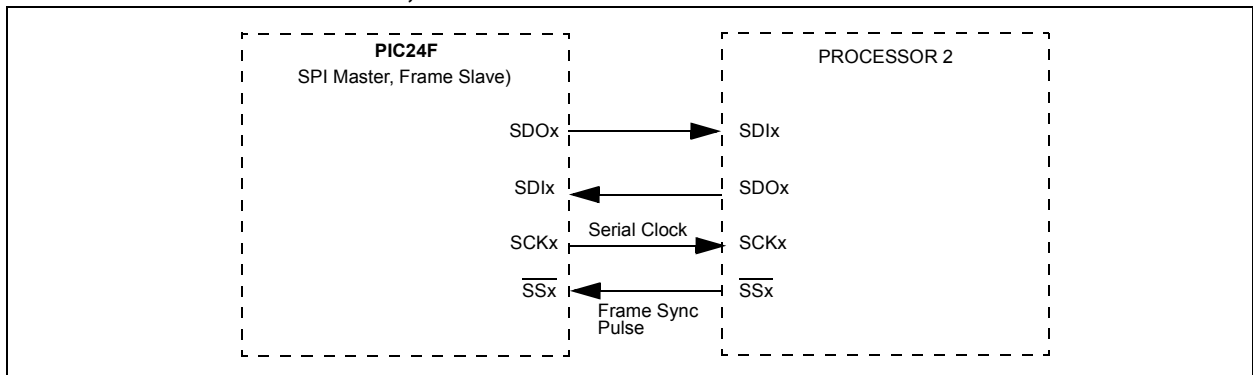 PIC24F
SPI Master, Frame Slave)
PROCESSOR 2
SDOx
SDIx
SDIx
SDOx
Serial Clock
SCKx
SCKx
SSx
SSx
Frame Sync
Pulse